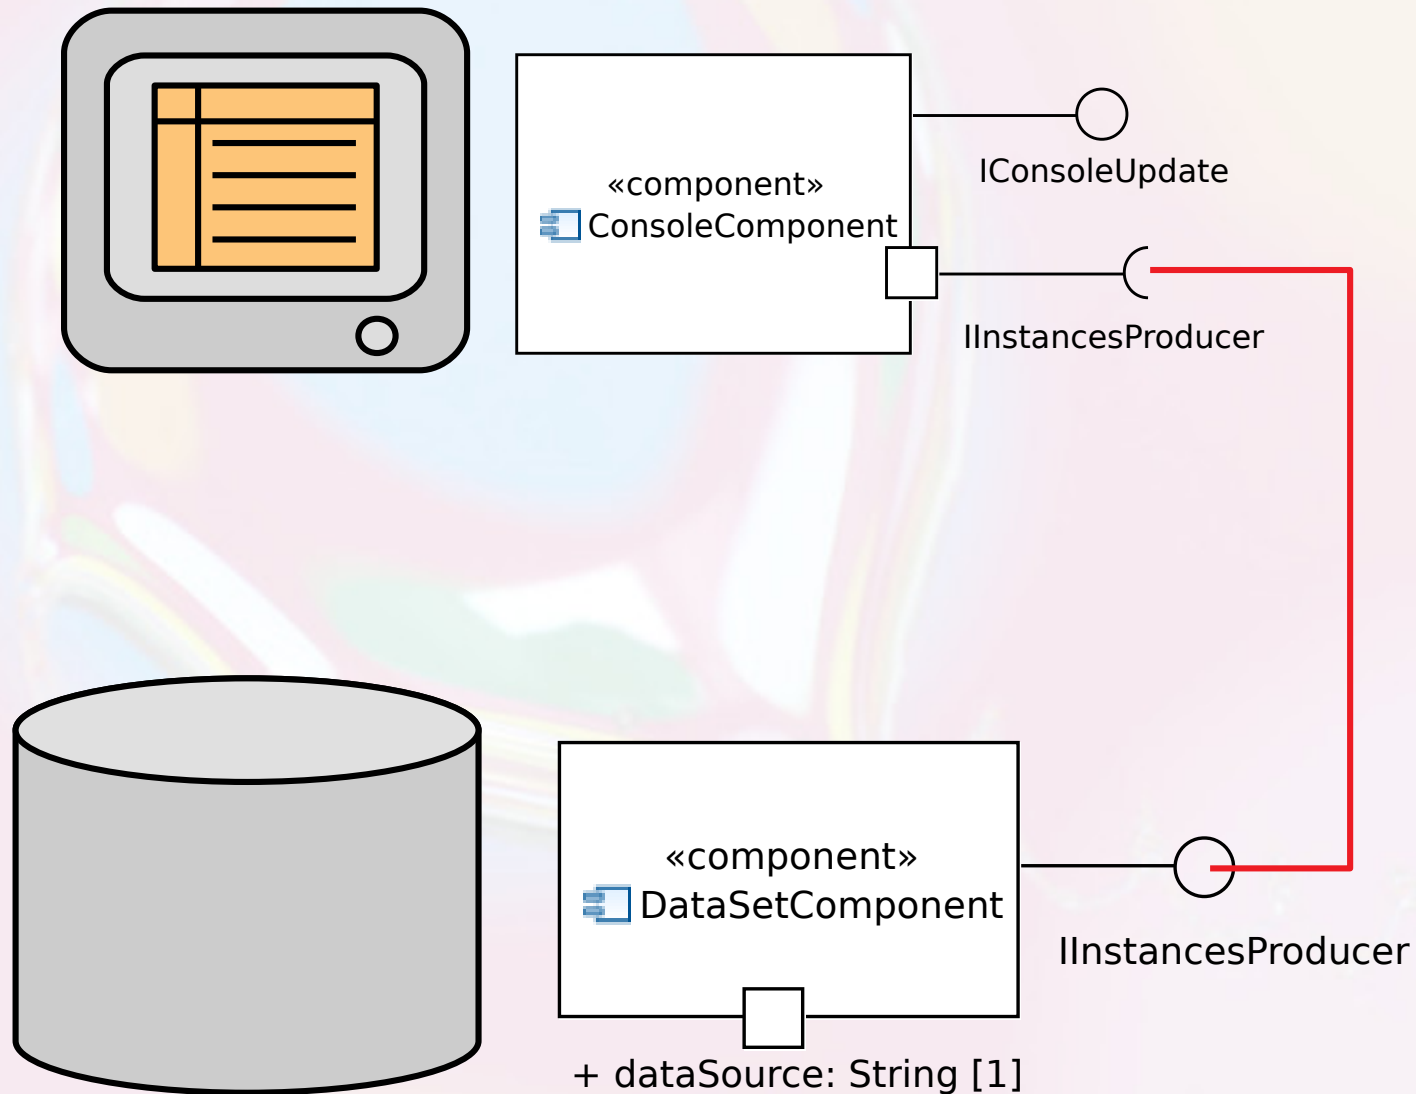 «component»
ConsoleComponent
IConsoleUpdate
IInstancesProducer
«component»
DataSetComponent
IInstancesProducer
+ dataSource: String [1]